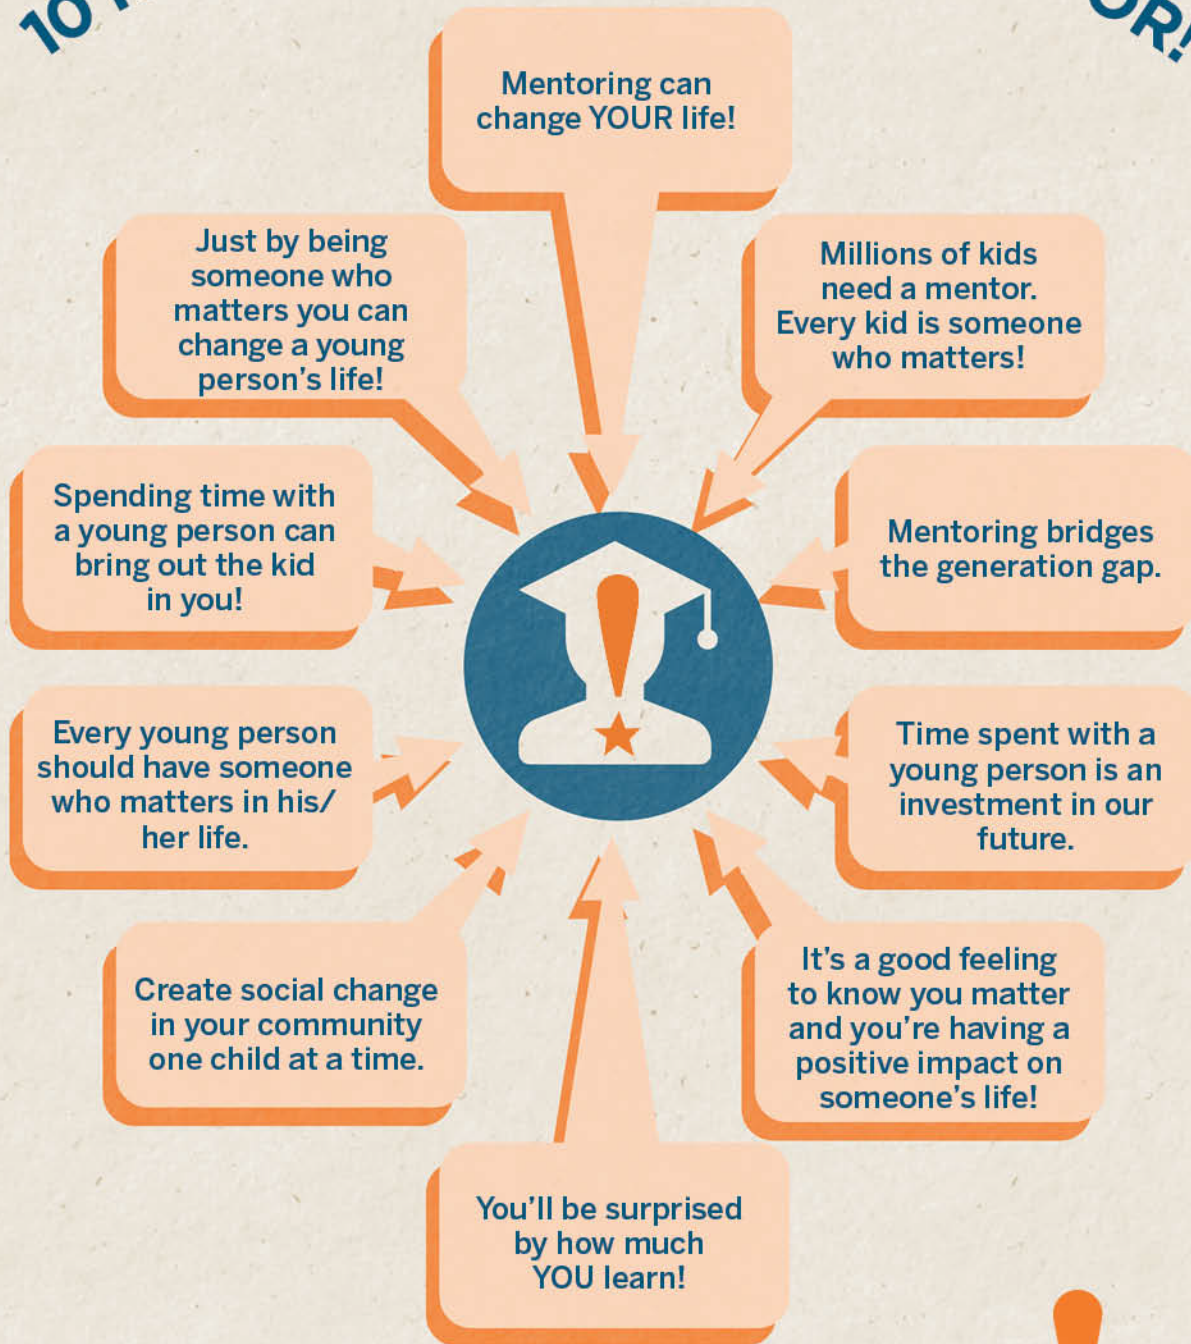 10
OR!
Mentoring can
change YOUR life!
Just by being
someone who
matters you can
change a young
person's life!
Millions of kids
need a mentor.
Every kid is someone
who matters!
Spending time with
a young person can
bring out the kid
in you!
Mentoring bridges
the generation gap.
Every young person
should have someone
who matters in his/
her life.
Time spent with a
young person is an
investment in our
future.
Create social change
in your community
one child at a time.
It's a good feeling
to know you matter
and you're having a
positive impact on
someone's life!
You'll be surprised
by how much
YOU learn!